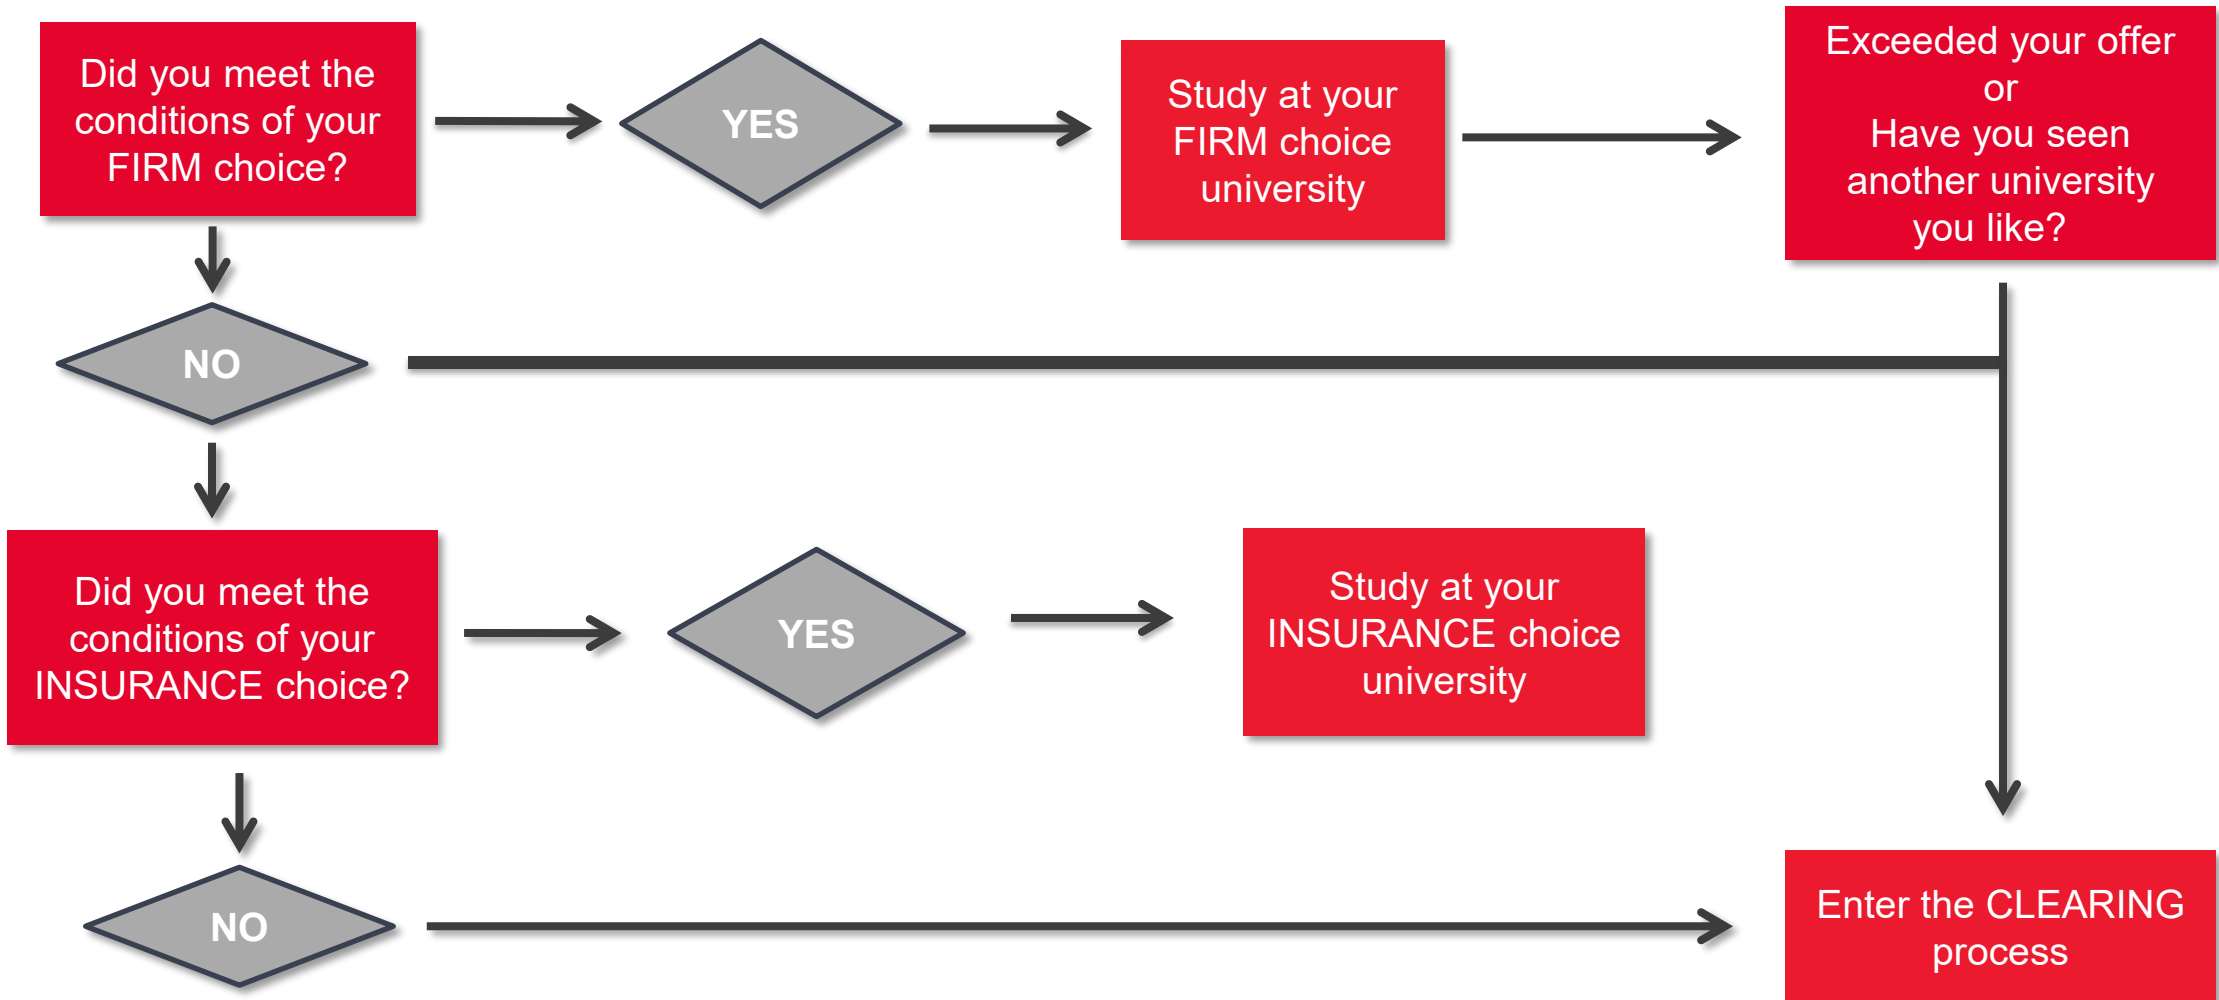 Did you meet the
conditions of your
FIRM choice?
YES
Study at your
FIRM choice
university
Exceeded your offer
or
Have you seen
another university
you like?
NO
Did you meet the
conditions of your
INSURANCE choice?
YES
Study at your
INSURANCE choice
university
NO
Enter the CLEARING
process